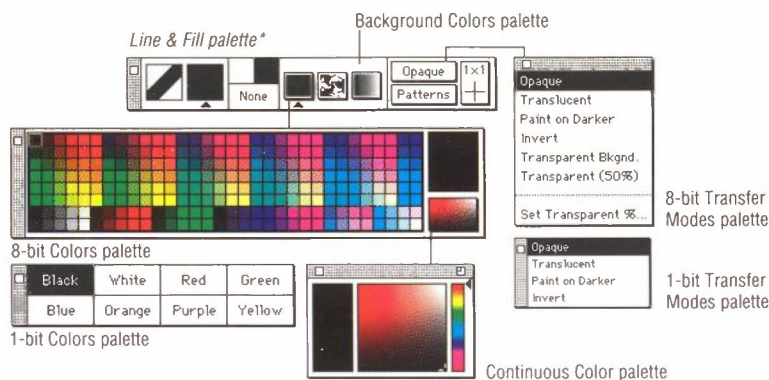 Background Colors palette
Line & Fill palette*
None
Opaque
Patterns
1×1
Opaque
Translucent
Paint on Darker
Invert
Transparent Bkgnd.
Transparent (50%)
Set Transparent %...
8-bit Transfer
Modes palette
8-bit Colors palette
Opaque
Translucent
Paint on Darker
Invert
1-bit Transfer
Modes palette
Black White Red Green
Blue Orange Purple Yellow
1-bit Colors palette
Continuous Color palette